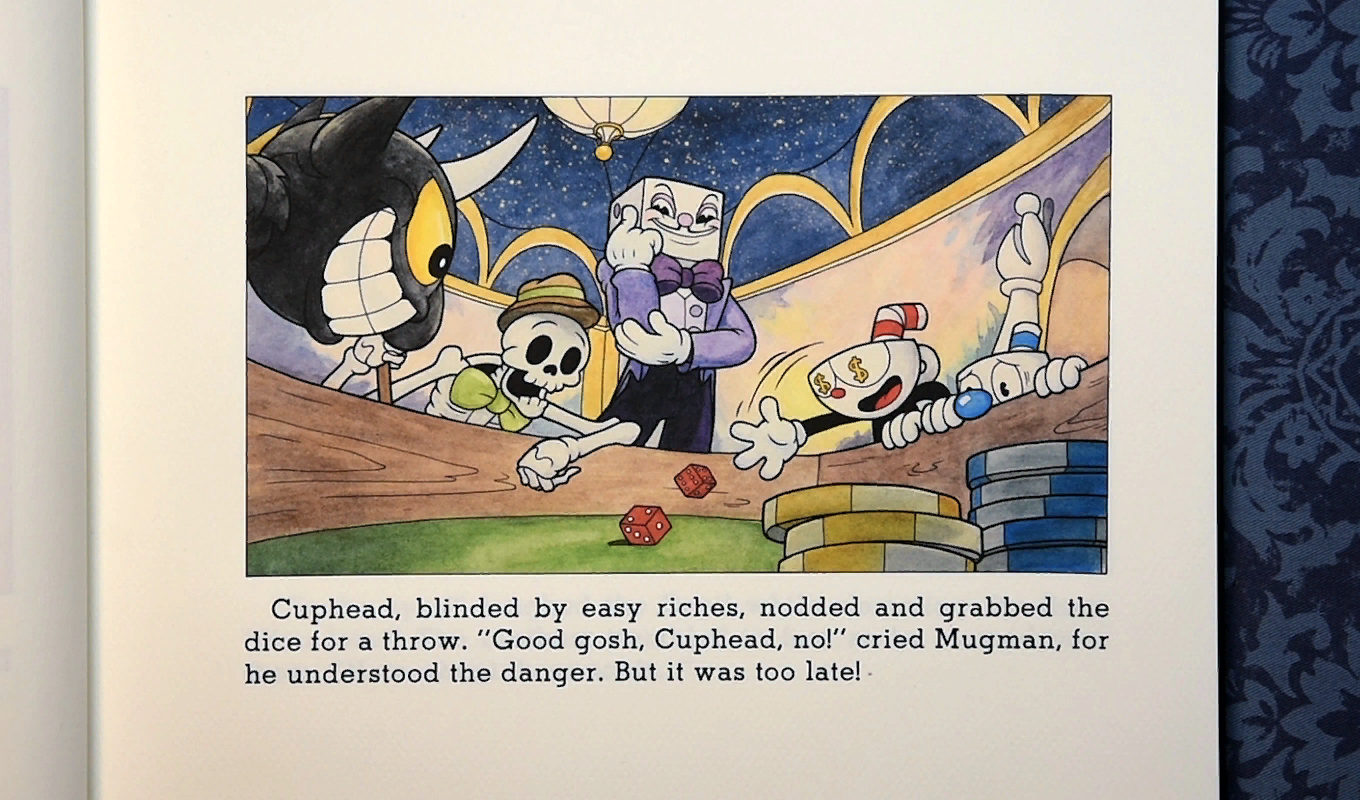 Cuphead, blinded by easy riches, nodded and grabbed the
dice for a throw. "Good gosh, Cuphead, no!" cried Mugman, for
he understood the danger. But it was too late!